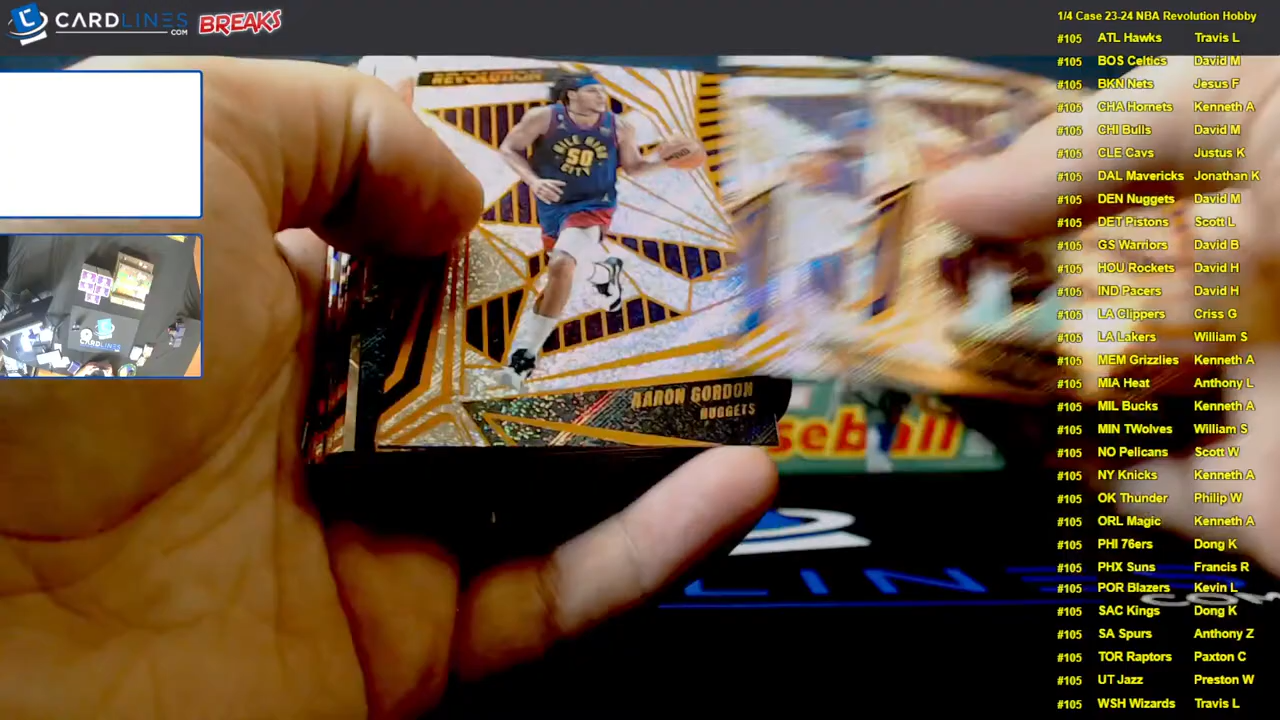 CARDLINES
.COM
BREAKS
1/4 Case 23-24 NBA Revolution Hobby
#105 ATL Hawks Travis L
#105 BOS Celtics David M
#105 BKN Nets Jesus F
#105 CHA Hornets Kenneth A
#105 CHI Bulls David M
#105 CLE Cavs Justus K
#105 DAL Mavericks Jonathan K
#105 DEN Nuggets David M
#105 DET Pistons Scott L
#105 GS Warriors David B
#105 HOU Rockets David H
#105 IND Pacers David H
#105 LA Clippers Criss G
#105 LA Lakers William S
#105 MEM Grizzlies Kenneth A
#105 MIA Heat Anthony L
#105 MIL Bucks Kenneth A
#105 MIN TWolves William S
#105 NO Pelicans Scott W
#105 NY Knicks Kenneth A
#105 OK Thunder Philip W
#105 ORL Magic Kenneth A
#105 PHI 76ers Dong K
#105 PHX Suns Francis R
#105 POR Blazers Kevin L
#105 SAC Kings Dong K
#105 SA Spurs Anthony Z
#105 TOR Raptors Paxton C
#105 UT Jazz Preston W
#105 WSH Wizards Travis L
REVOLUTION
MILE HIGH
50
CITY
AARON GORDON
NUGGETS
seball
LINES
COM
CARDLINES